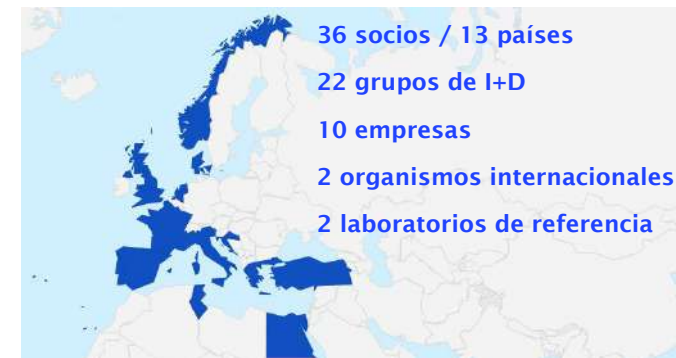 36 socios / 13 países
22 grupos de I+D
10 empresas
2 organismos internacionales
2 laboratorios de referencia